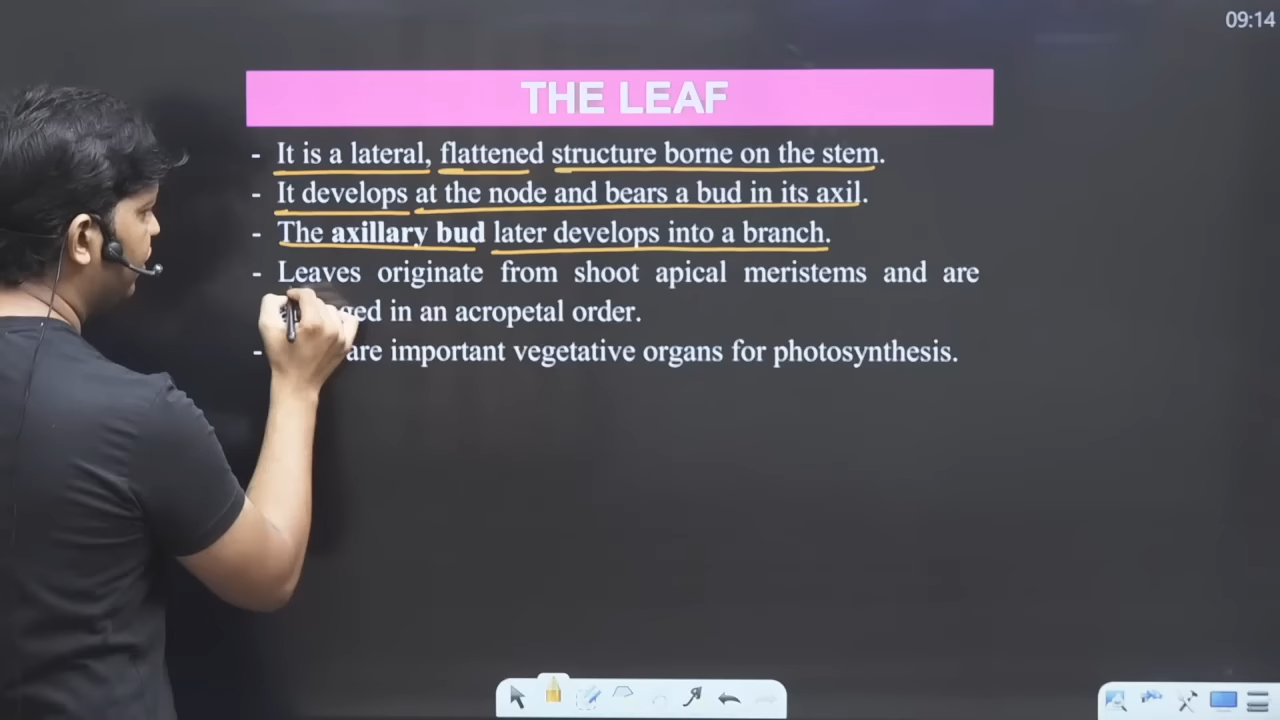 09:14
THE LEAF
- It is a lateral, flattened structure borne on the stem.
- It develops at the node and bears a bud in its axil.
- The axillary bud later develops into a branch.
- Leaves originate from shoot apical meristems and are
ged in an acropetal order.
- are important vegetative organs for photosynthesis.